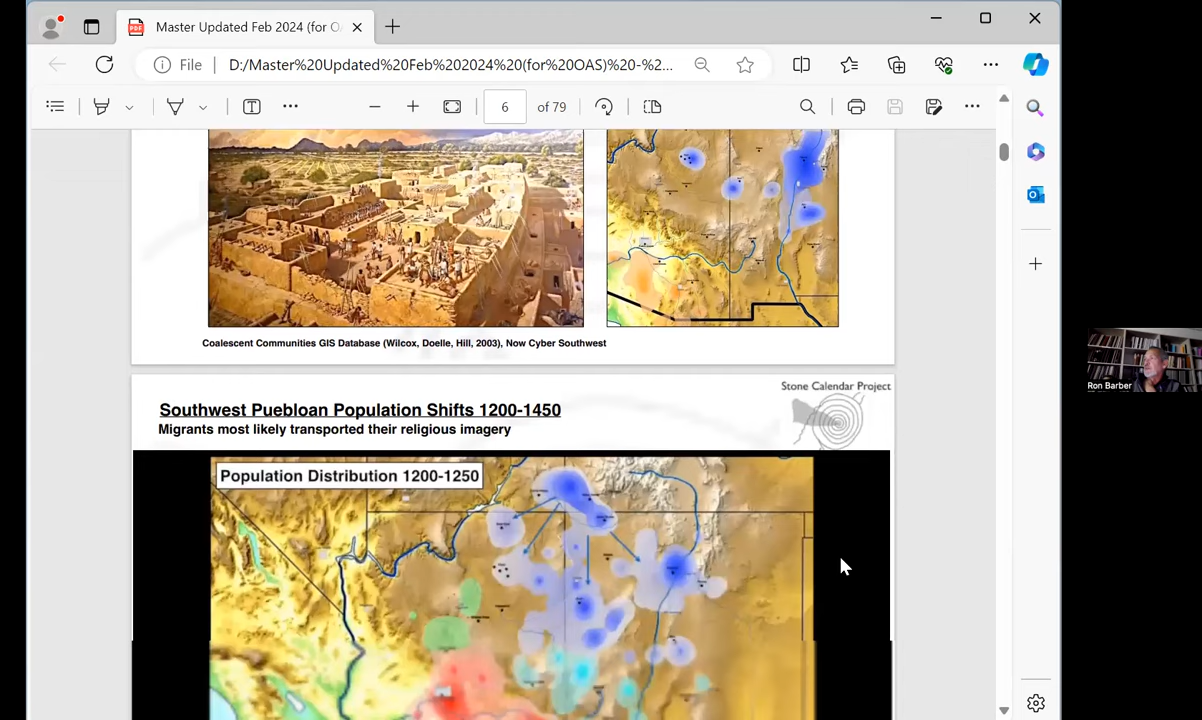 Master Updated Feb 2024 (for O
File
D:/Master%20Updated%20Feb%202024%20(for%20OAS)%20-%2...
6
of 79
Coalescent Communities GIS Database (Wilcox, Doelle, Hill, 2003), Now Cyber Southwest
Stone Calendar Project
Southwest Puebloan Population Shifts 1200-1450
Migrants most likely transported their religious imagery
Population Distribution 1200-1250
Ron Barber